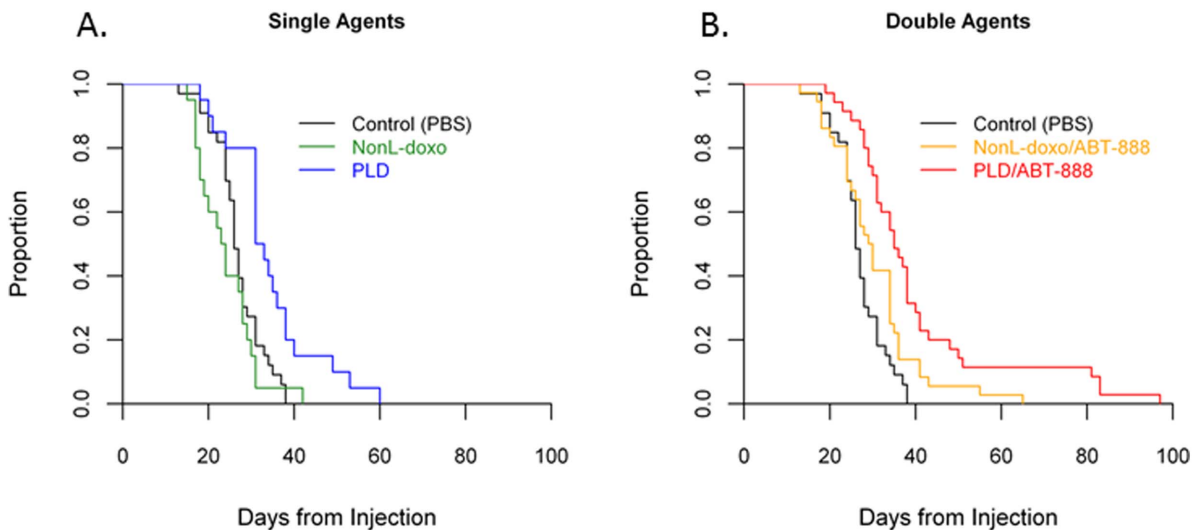 A.
Single Agents
Control (PBS)
NonL-doxo
PLD
Proportion
1.0
0.8
0.6
0.4
0.2
0.0
0 20 40 60 80 100
Days from Injection
B.
Double Agents
Control (PBS)
NonL-doxo/ABT-888
PLD/ABT-888
Proportion
1.0
0.8
0.6
0.4
0.2
0.0
0 20 40 60 80 100
Days from Injection